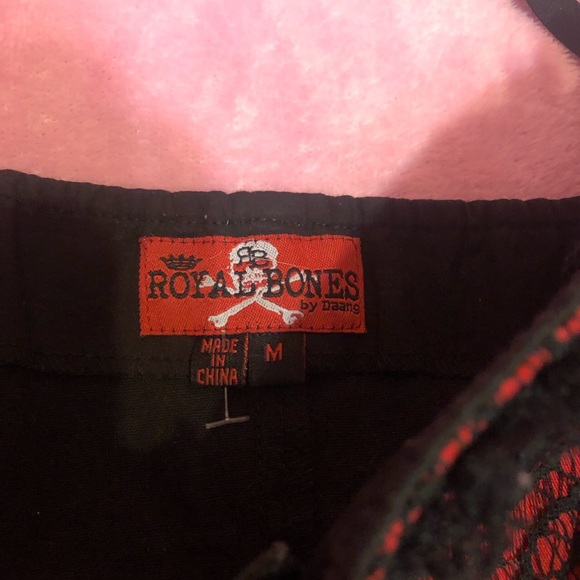 RB
ROYAL BONES
by Daang
MADE
IN
CHINA
M